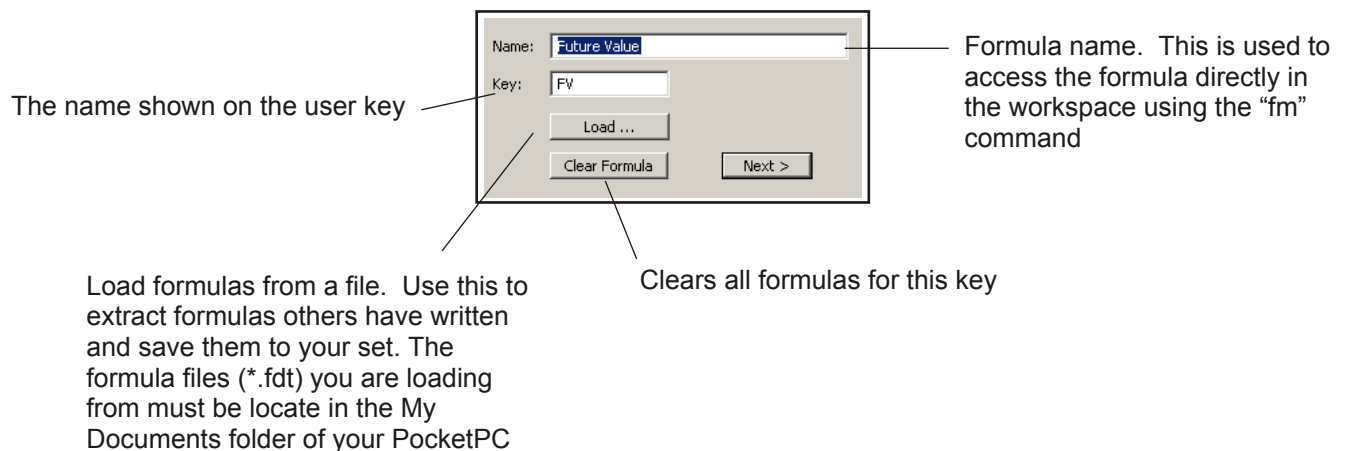 Name: Future Value
Key: FV
Load ...
Clear Formula Next >
The name shown on the user key
Formula name. This is used to
access the formula directly in
the workspace using the “fm”
command
Load formulas from a file. Use this to
extract formulas others have written
and save them to your set. The
formula files (*.fdt) you are loading
from must be locate in the My
Documents folder of your PocketPC
Clears all formulas for this key